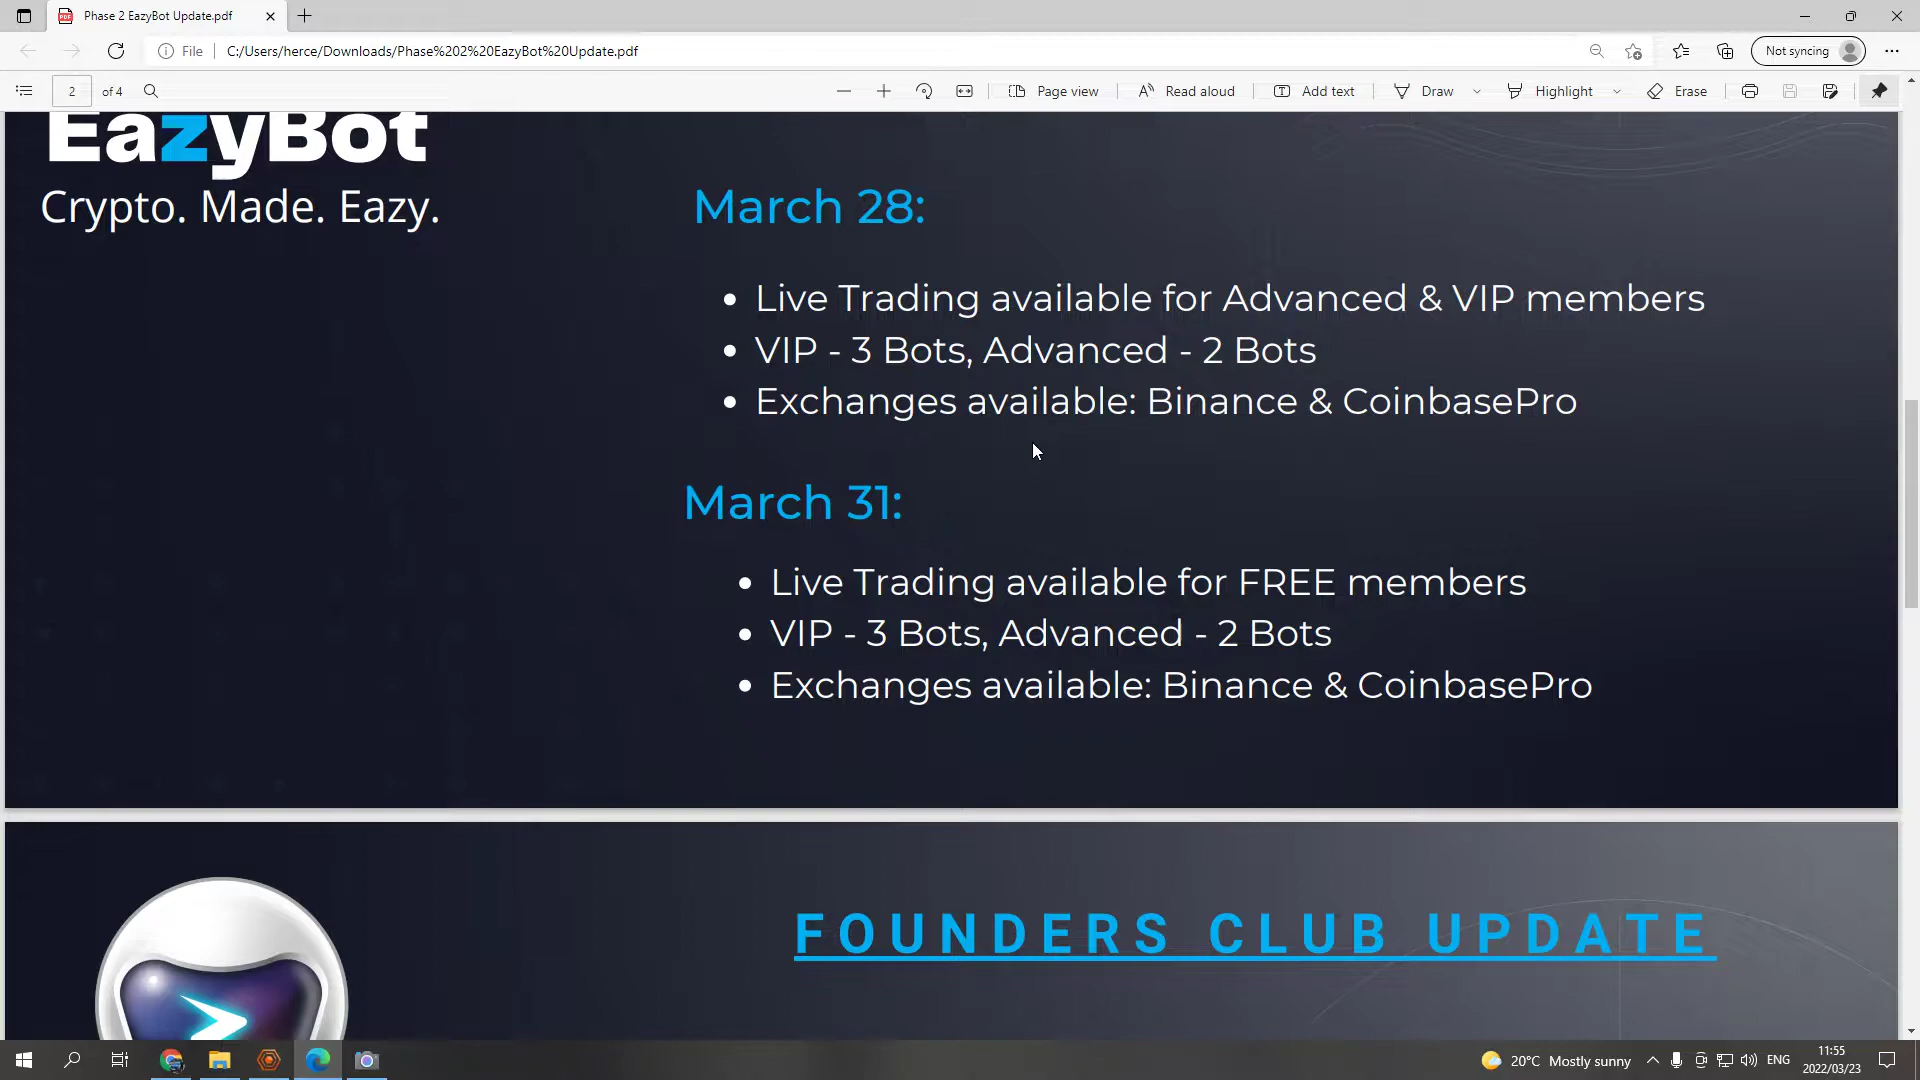 Phase 2 EazyBot Update.pdf
File
C:/Users/herce/Downloads/Phase%202%20EazyBot%20Update.pdf
Not syncing
2 of 4
Page view
Read aloud
Add text
Draw
Highlight
Erase
EazyBot
Crypto. Made. Eazy.
March 28:
• Live Trading available for Advanced & VIP members
• VIP - 3 Bots, Advanced - 2 Bots
• Exchanges available: Binance & CoinbasePro
March 31:
• Live Trading available for FREE members
• VIP - 3 Bots, Advanced - 2 Bots
• Exchanges available: Binance & CoinbasePro
FOUNDERS CLUB UPDATE
20°C Mostly sunny
ENG
11:55
2022/03/23